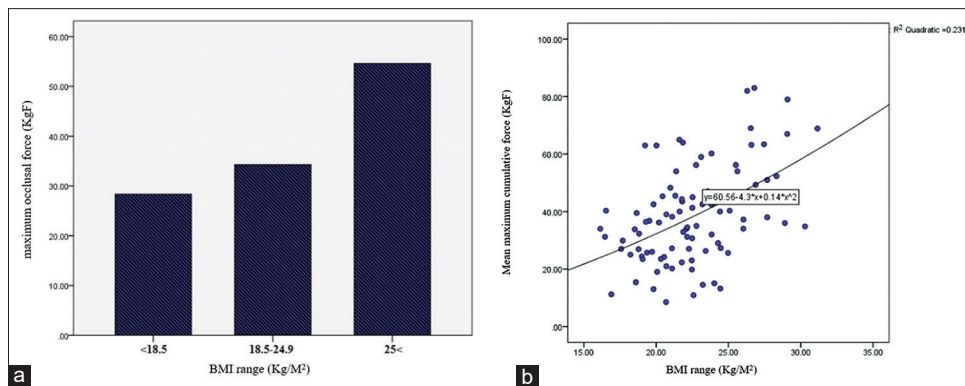 60.00
50.00
40.00
30.00
20.00
10.00
.00
maximum occlusal force (KgF)
<18.5 18.5-24.9 25<
BMI range (Kg/M²)
a
R² Quadratic =0.231
100.00
80.00
60.00
40.00
20.00
.00
Mean maximum cumulative force (KgF)
y=60.56-4.3*x+0.14*x^2
15.00 20.00 25.00 30.00 35.00
BMI range (Kg/M²)
b